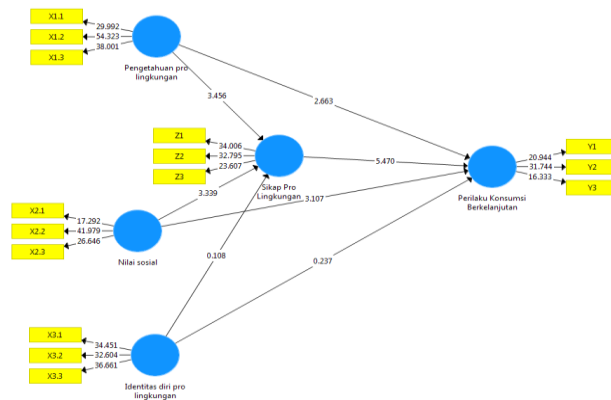 X1.1
29.992
X1.2
54.323
X1.3
38.001
Pengetahuan pro
lingkungan
3.456
2.663
Z1
34.006
Z2
32.795
Z3
23.607
Sikap Pro
Lingkungan
5.470
20.944
Y1
31.744
Y2
16.333
Y3
Perilaku Konsumsi
Berkelanjutan
3.339
3.107
X2.1
17.292
X2.2
41.979
X2.3
26.646
Nilai sosial
0.108
0.237
X3.1
34.451
X3.2
32.604
X3.3
36.661
Identitas diri pro
lingkungan